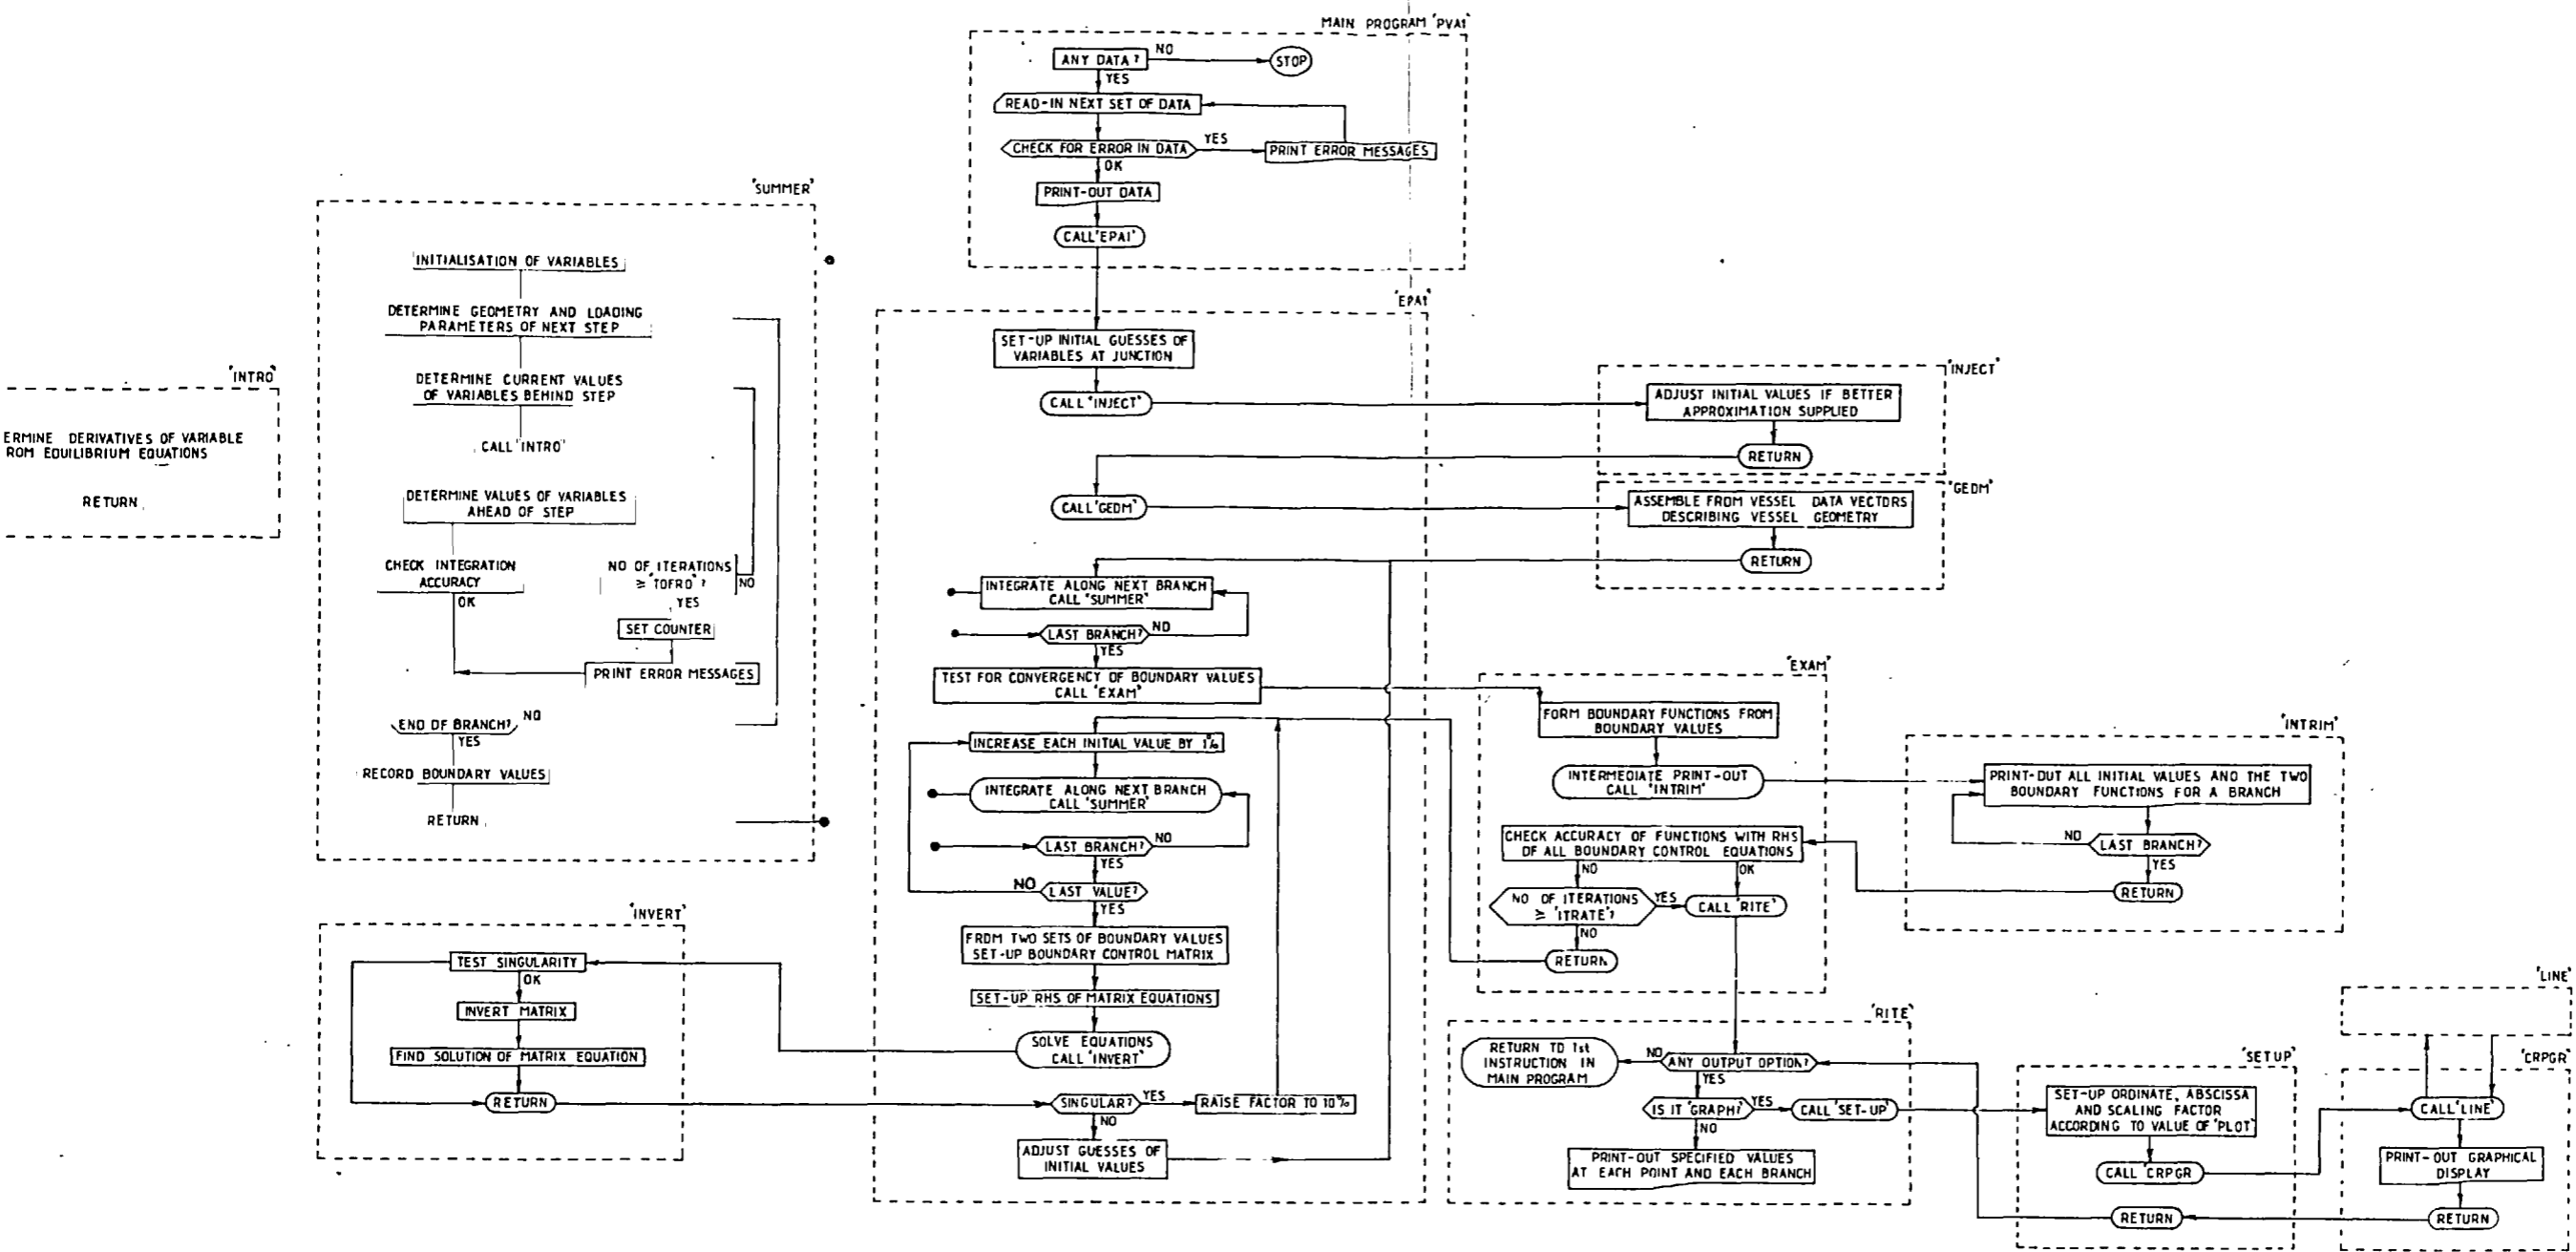 MAIN PROGRAM 'PVA1'
ANY DATA?
NO
STOP
YES
READ-IN NEXT SET OF DATA
CHECK FOR ERROR IN DATA
YES
PRINT ERROR MESSAGES
OK
PRINT-OUT DATA
CALL 'EPA1'
'SUMMER'
INITIALISATION OF VARIABLES
DETERMINE GEOMETRY AND LOADING
PARAMETERS OF NEXT STEP
DETERMINE CURRENT VALUES
OF VARIABLES BEHIND STEP
CALL 'INTRO'
DETERMINE VALUES OF VARIABLES
AHEAD OF STEP
CHECK INTEGRATION
ACCURACY
OK
NO OF ITERATIONS
≥ 'TOFRO'?
NO
YES
SET COUNTER
PRINT ERROR MESSAGES
END OF BRANCH?
NO
YES
RECORD BOUNDARY VALUES
RETURN
'INTRO'
ERMINE DERIVATIVES OF VARIABLE
ROM EQUILIBRIUM EQUATIONS
RETURN
'EPA1'
SET-UP INITIAL GUESSES OF
VARIABLES AT JUNCTION
CALL 'INJECT'
CALL 'GEOM'
INTEGRATE ALONG NEXT BRANCH
CALL 'SUMMER'
LAST BRANCH?
NO
YES
TEST FOR CONVERGENCY OF BOUNDARY VALUES
CALL 'EXAM'
INCREASE EACH INITIAL VALUE BY 1%
INTEGRATE ALONG NEXT BRANCH
CALL 'SUMMER'
LAST BRANCH?
NO
YES
NO
LAST VALUE?
YES
FROM TWO SETS OF BOUNDARY VALUES
SET-UP BOUNDARY CONTROL MATRIX
SET-UP RHS OF MATRIX EQUATIONS
SOLVE EQUATIONS
CALL 'INVERT'
SINGULAR?
YES
RAISE FACTOR TO 10%
NO
ADJUST GUESSES OF
INITIAL VALUES
'INJECT'
ADJUST INITIAL VALUES IF BETTER
APPROXIMATION SUPPLIED
RETURN
'GEOM'
ASSEMBLE FROM VESSEL DATA VECTORS
DESCRIBING VESSEL GEOMETRY
RETURN
'EXAM'
FORM BOUNDARY FUNCTIONS FROM
BOUNDARY VALUES
INTERMEDIATE PRINT-OUT
CALL 'INTRIM'
CHECK ACCURACY OF FUNCTIONS WITH RHS
OF ALL BOUNDARY CONTROL EQUATIONS
NO
OK
NO OF ITERATIONS
≥ 'ITRATE'?
YES
CALL 'RITE'
NO
RETURN
'INTRIM'
PRINT-OUT ALL INITIAL VALUES AND THE TWO
BOUNDARY FUNCTIONS FOR A BRANCH
NO
LAST BRANCH?
YES
RETURN
'INVERT'
TEST SINGULARITY
OK
INVERT MATRIX
FIND SOLUTION OF MATRIX EQUATION
RETURN
'RITE'
RETURN TO 1st
INSTRUCTION IN
MAIN PROGRAM
NO
ANY OUTPUT OPTION?
YES
IS IT 'GRAPH'?
YES
CALL 'SET-UP'
NO
PRINT-OUT SPECIFIED VALUES
AT EACH POINT AND EACH BRANCH
'SETUP'
SET-UP ORDINATE, ABSCISSA
AND SCALING FACTOR
ACCORDING TO VALUE OF 'PLOT'
CALL 'CRPGR
RETURN
'LINE'
'CRPGR'
CALL 'LINE'
PRINT-OUT GRAPHICAL
DISPLAY
RETURN